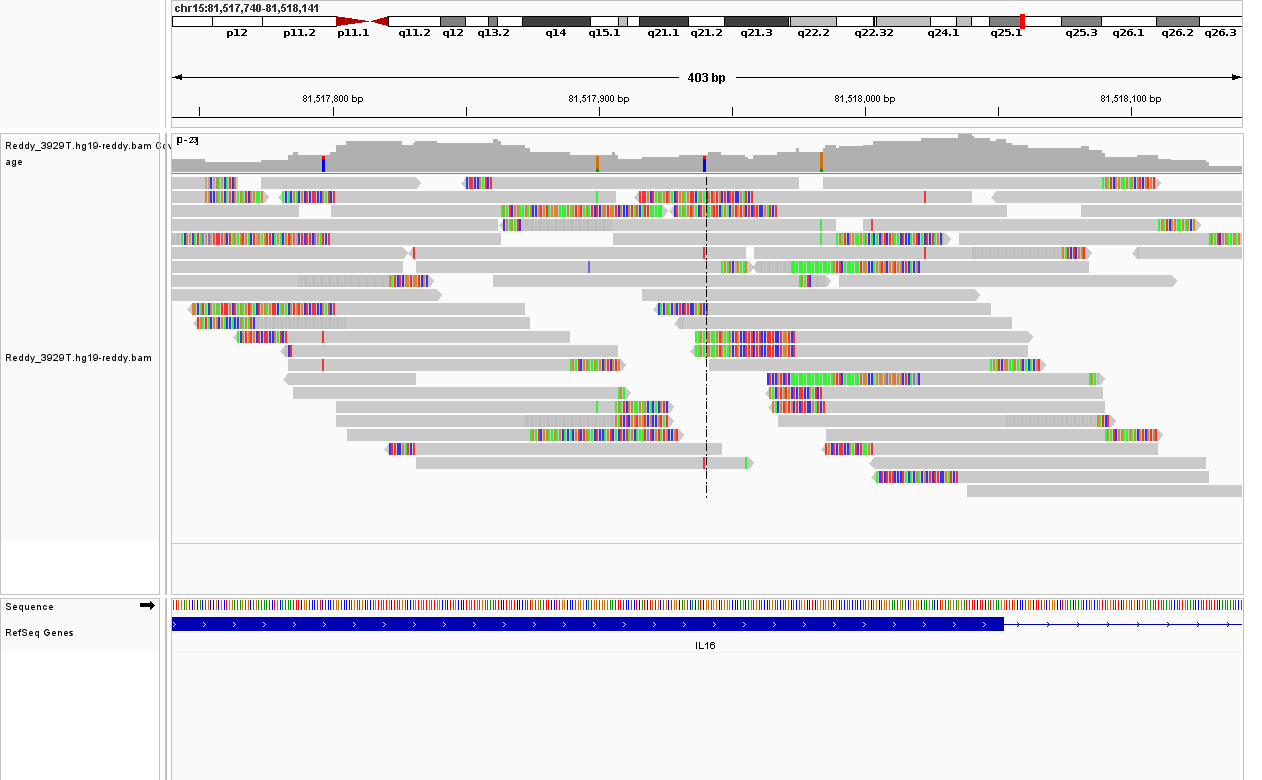 chr15:81,517,740-81,518,141
p12 p11.2 p11.1 q11.2 q12 q13.2 q14 q15.1 q21.1 q21.2 q21.3 q22.2 q22.32 q24.1 q25.1 q25.3 q26.1 q26.2 q26.3
403 bp
81,517,800 bp 81,517,900 bp 81,518,000 bp 81,518,100 bp
[0-23]
Reddy_3929T.hg19-reddy.bam Cov
age
Reddy_3929T.hg19-reddy.bam
Sequence
RefSeq Genes
IL16